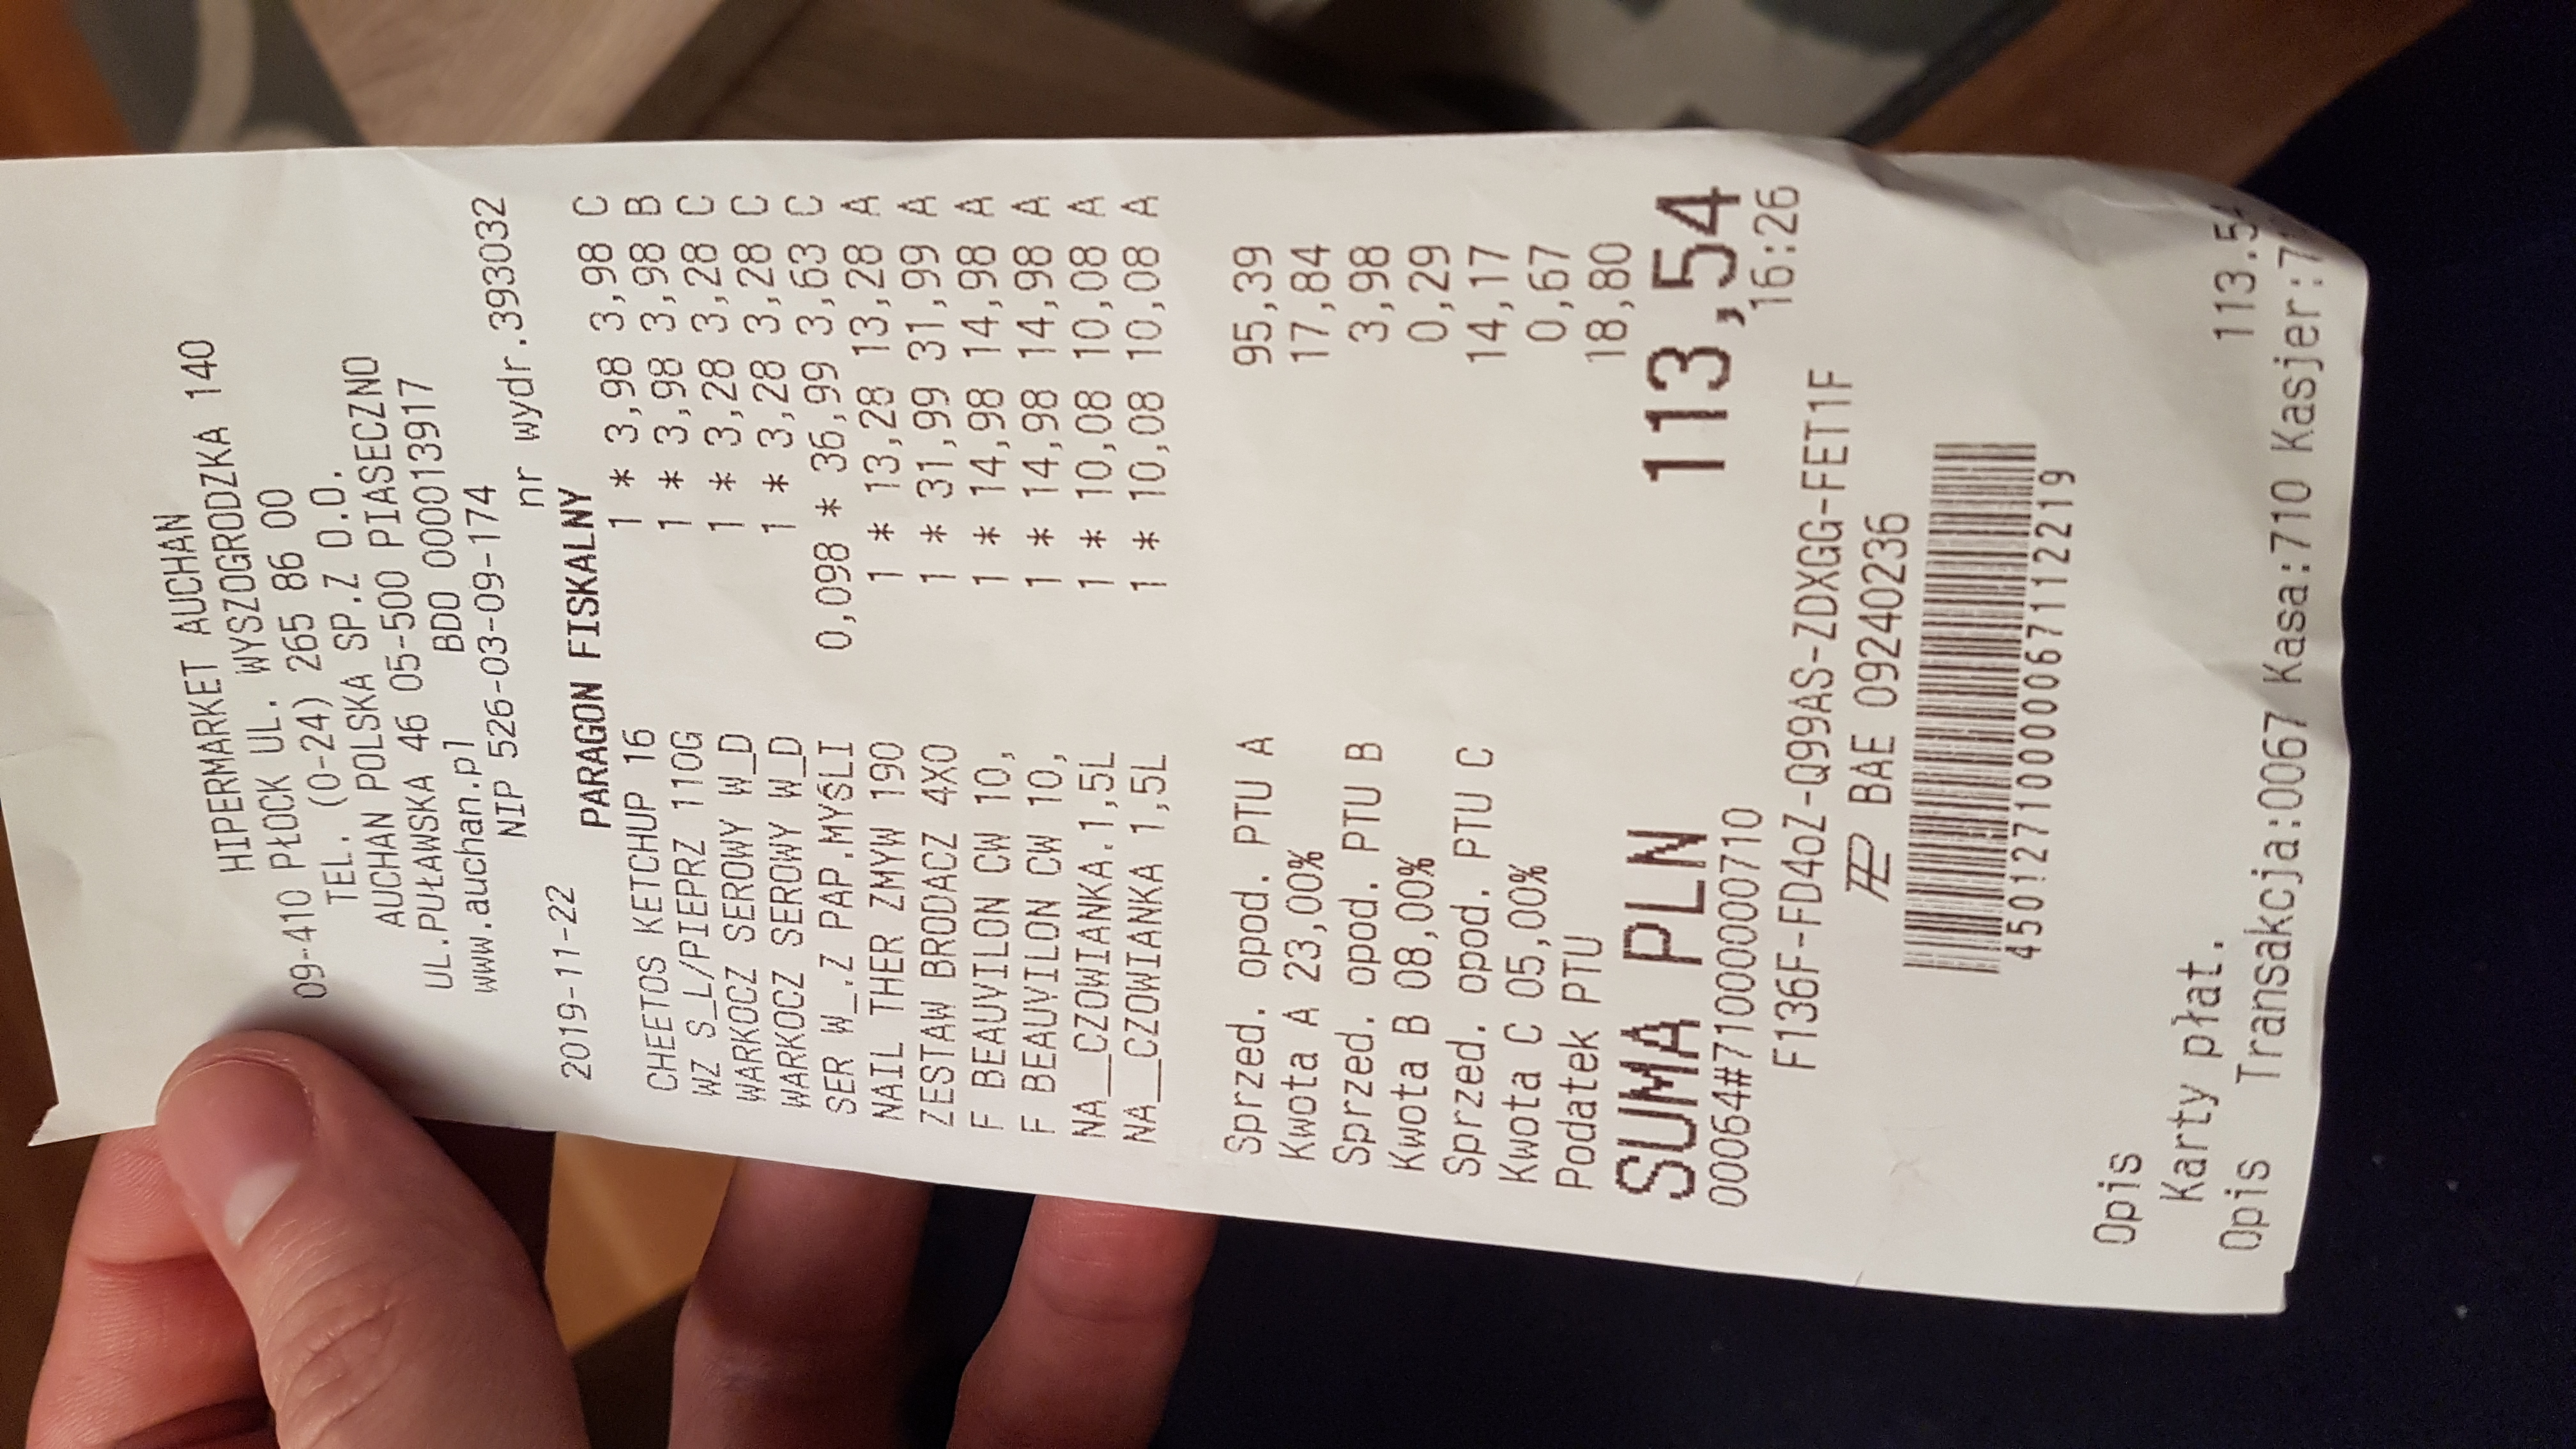 HIPERMARKET AUCHAN
09-410 PŁOCK UL. WYSZOGRODZKA 140
TEL. (0-24) 265 86 00
AUCHAN POLSKA SP.Z O.O.
UL.PUŁAWSKA 46 05-500 PIASECZNO
www.auchan.pl BDO 000013917
NIP 526-03-09-174
nr wydr.393032
2019-11-22
PARAGON FISKALNY
CHEETOS KETCHUP 16 1 * 3,98 3,98 C
WZ S_L/PIEPRZ 110G 1 * 3,98 3,98 B
WARKOCZ SEROWY W_D 1 * 3,28 3,28 C
WARKOCZ SEROWY W_D 1 * 3,28 3,28 C
SER W_.Z PAP.MYŚLI 0,098 * 36,99 3,63 C
NAIL THER ZMYW 190 1 * 13,28 13,28 A
ZESTAW BRODACZ 4X0 1 * 31,99 31,99 A
F BEAUVILON CW 10, 1 * 14,98 14,98 A
F BEAUVILON CW 10, 1 * 14,98 14,98 A
NA__CZOWIANKA.1,5L 1 * 10,08 10,08 A
NA__CZOWIANKA 1,5L 1 * 10,08 10,08 A
Sprzed. opod. PTU A 95,39
Kwota A 23,00% 17,84
Sprzed. opod. PTU B 3,98
Kwota B 08,00% 0,29
Sprzed. opod. PTU C 14,17
Kwota C 05,00% 0,67
Podatek PTU 18,80
SUMA PLN 113,54
00064#7100000710 16:26
F136F-FD4oZ-Q99AS-ZDXGG-FET1F
BAE 09240236
4501271000006711 2219
Opis
Karty płat. 113.5
Opis Transakcja:0067 Kasa:710 Kasjer:7